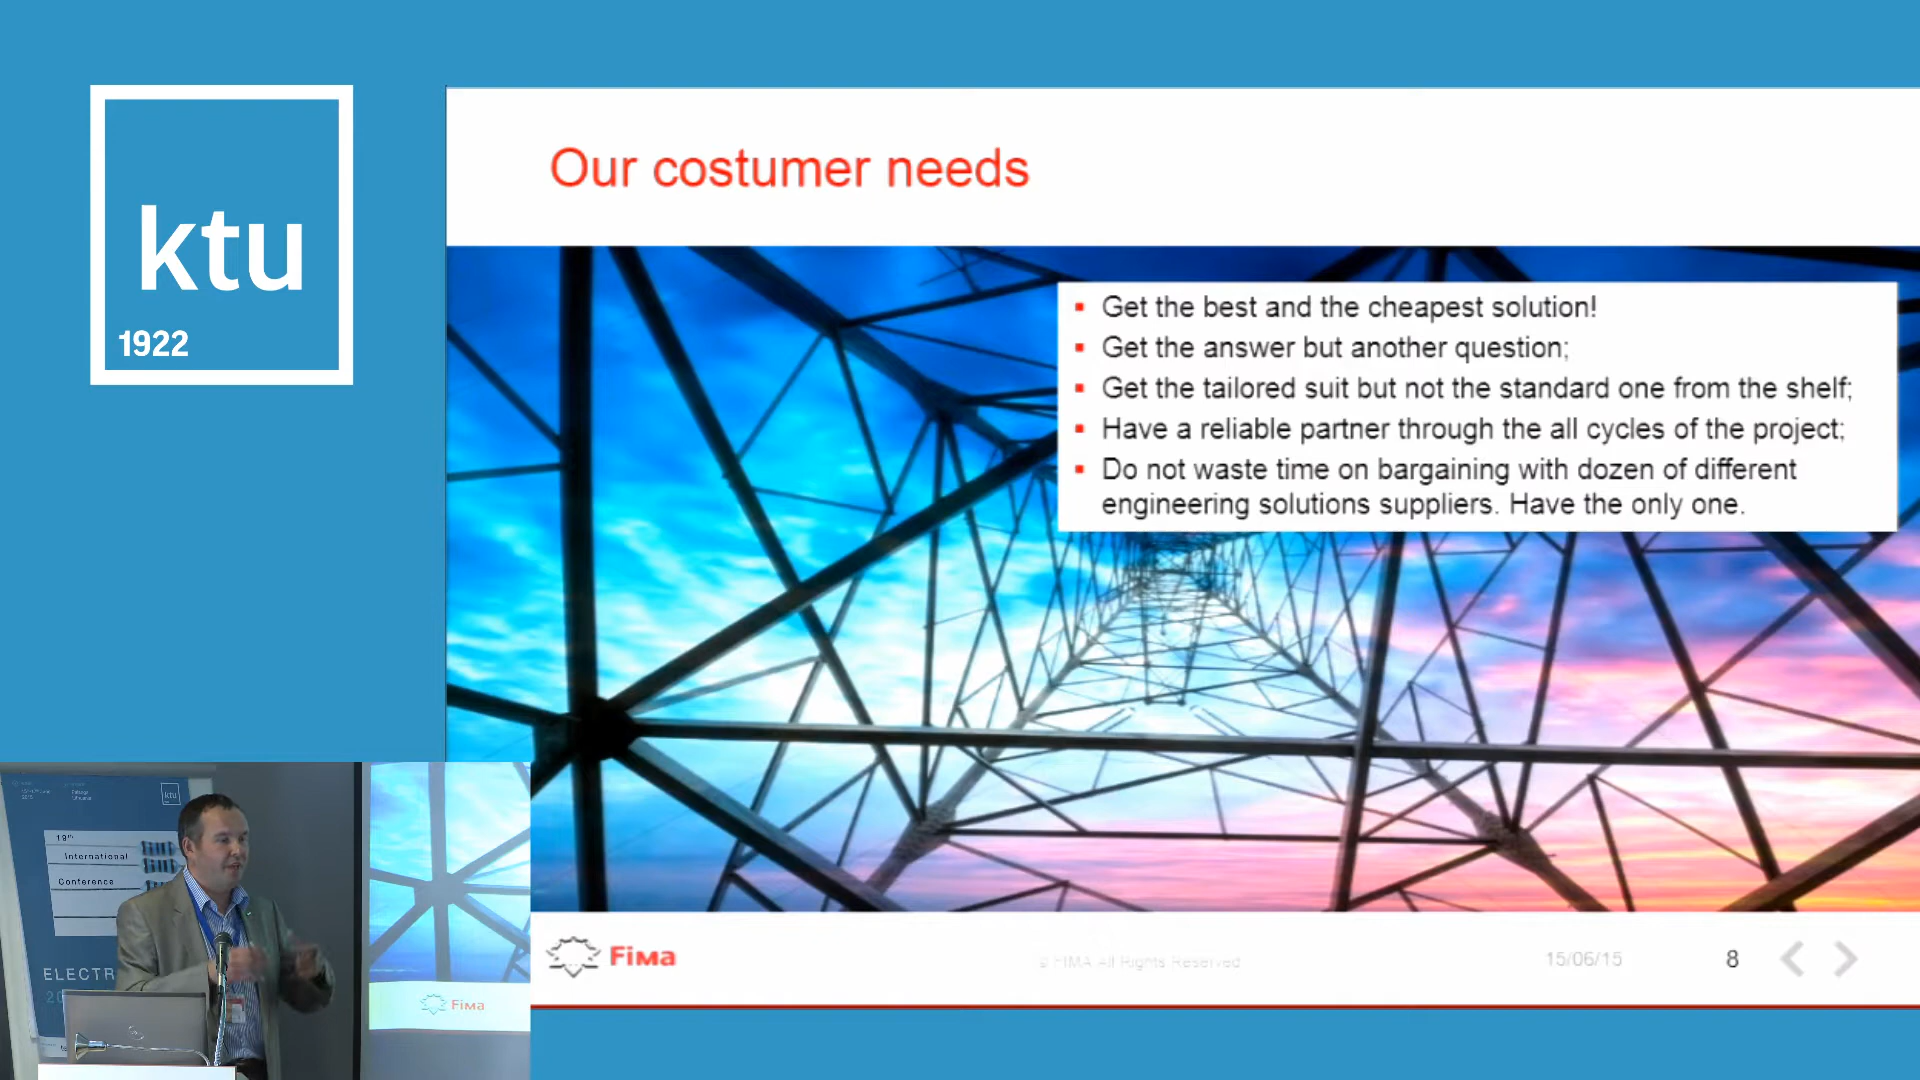 ktu
1922
Our costumer needs
Get the best and the cheapest solution!
Get the answer but another question;
Get the tailored suit but not the standard one from the shelf;
Have a reliable partner through the all cycles of the project;
Do not waste time on bargaining with dozen of different
engineering solutions suppliers. Have the only one.
Fima
© FIMA All Rights Reserved
15/06/15
8
ktu
19th
International
Conference
ELECTR
Fima